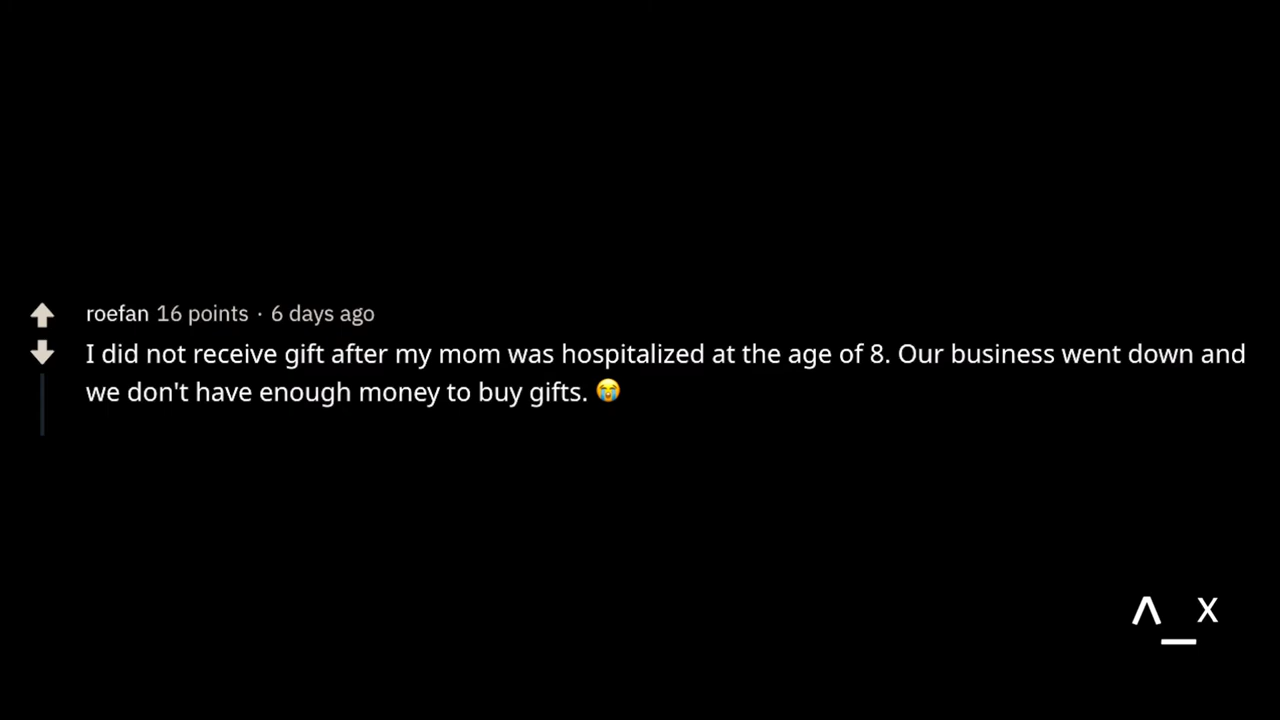 roefan 16 points · 6 days ago
I did not receive gift after my mom was hospitalized at the age of 8. Our business went down and
we don't have enough money to buy gifts. 😭
^_x